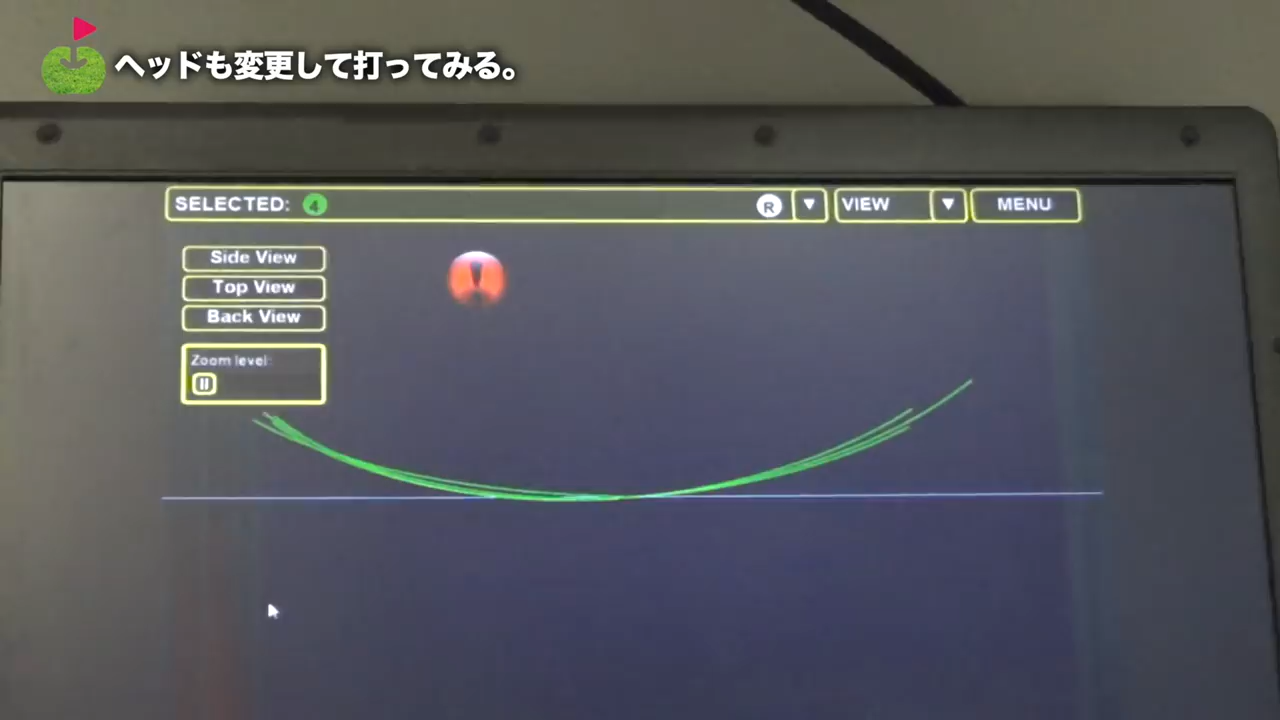 ヘッドも変更して打ってみる。
SELECTED: 4
R ▼ VIEW ▼ MENU
Side View
Top View
Back View
Zoom level: